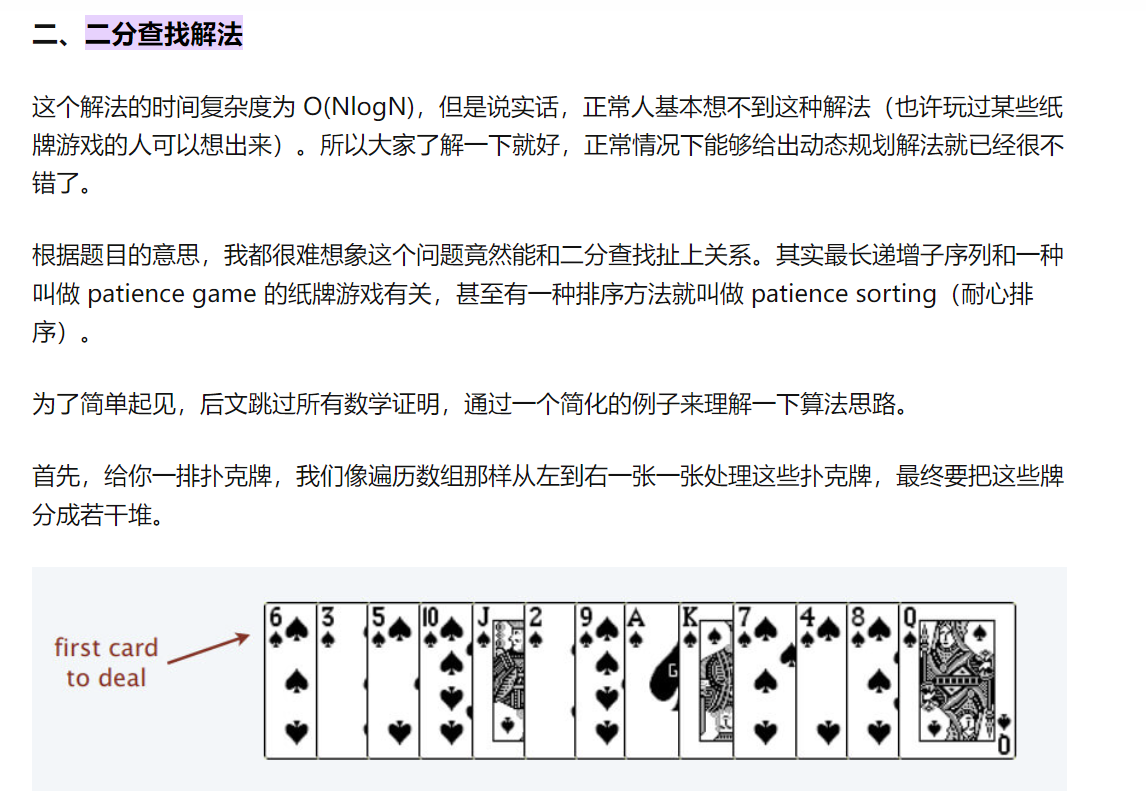 二、二分查找解法
这个解法的时间复杂度为 O(NlogN)，但是说实话，正常人基本想不到这种解法（也许玩过某些纸
牌游戏的人可以想出来）。所以大家了解一下就好，正常情况下能够给出动态规划解法就已经很不
错了。
根据题目的意思，我都很难想象这个问题竟然能和二分查找扯上关系。其实最长递增子序列和一种
叫做 patience game 的纸牌游戏有关，甚至有一种排序方法就叫做 patience sorting（耐心排
序）。
为了简单起见，后文跳过所有数学证明，通过一个简化的例子来理解一下算法思路。
首先，给你一排扑克牌，我们像遍历数组那样从左到右一张一张处理这些扑克牌，最终要把这些牌
分成若干堆。
first card
to deal
6 3 5 10 J 2 9 A K 7 4 8 Q
G
Q